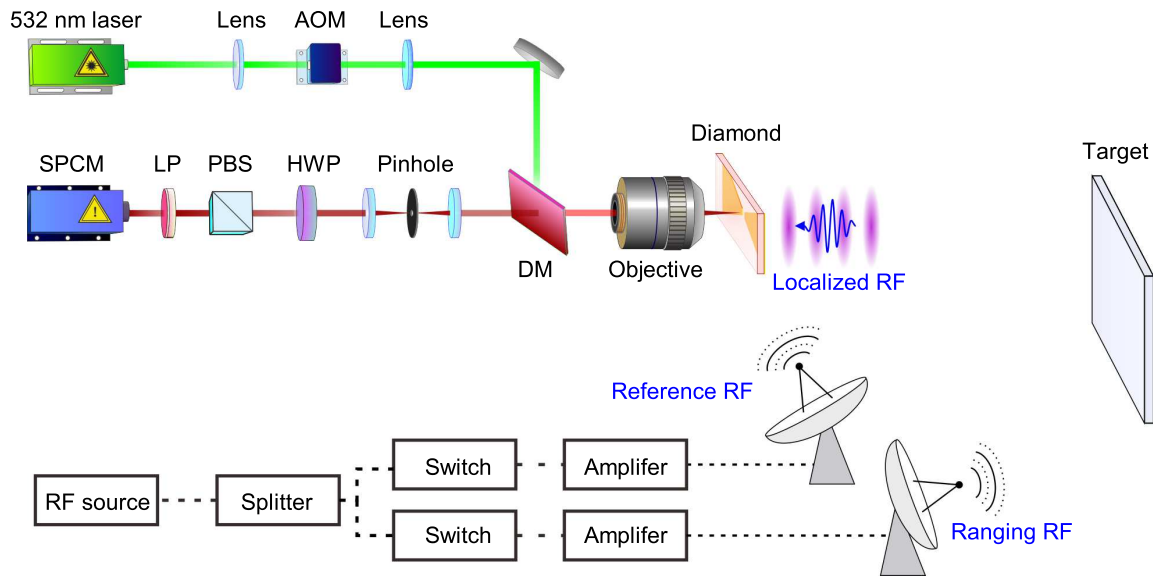 532 nm laser
Lens
AOM
Lens
SPCM
LP
PBS
HWP
Pinhole
DM
Objective
Diamond
Localized RF
Target
Reference RF
Ranging RF
RF source
Splitter
Switch
Amplifer
Switch
Amplifer